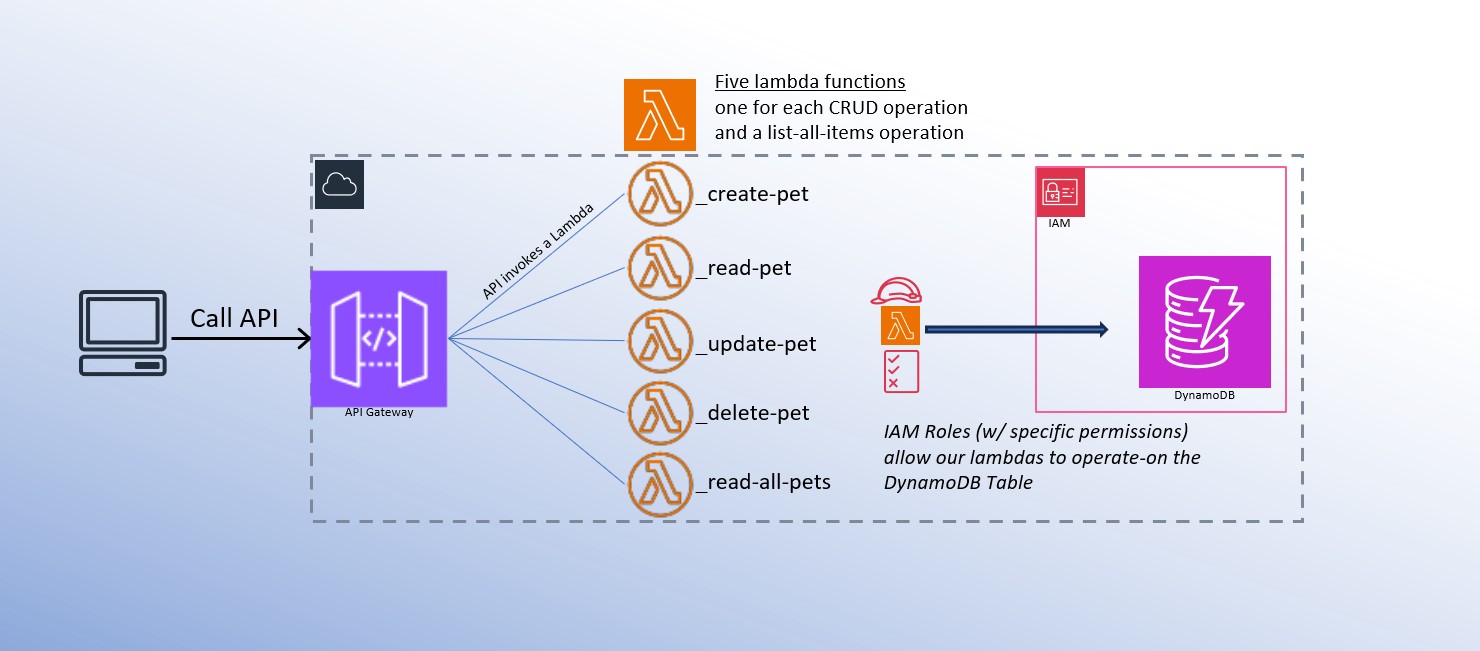 Five lambda functions
one for each CRUD operation
and a list-all-items operation
_create-pet
API invokes a Lambda
IAM
_read-pet
Call API
</>
_update-pet
API Gateway
DynamoDB
_delete-pet
IAM Roles (w/ specific permissions)
allow our lambdas to operate-on the
DynamoDB Table
_read-all-pets